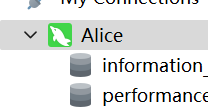 My Connections
Alice
information_
performance